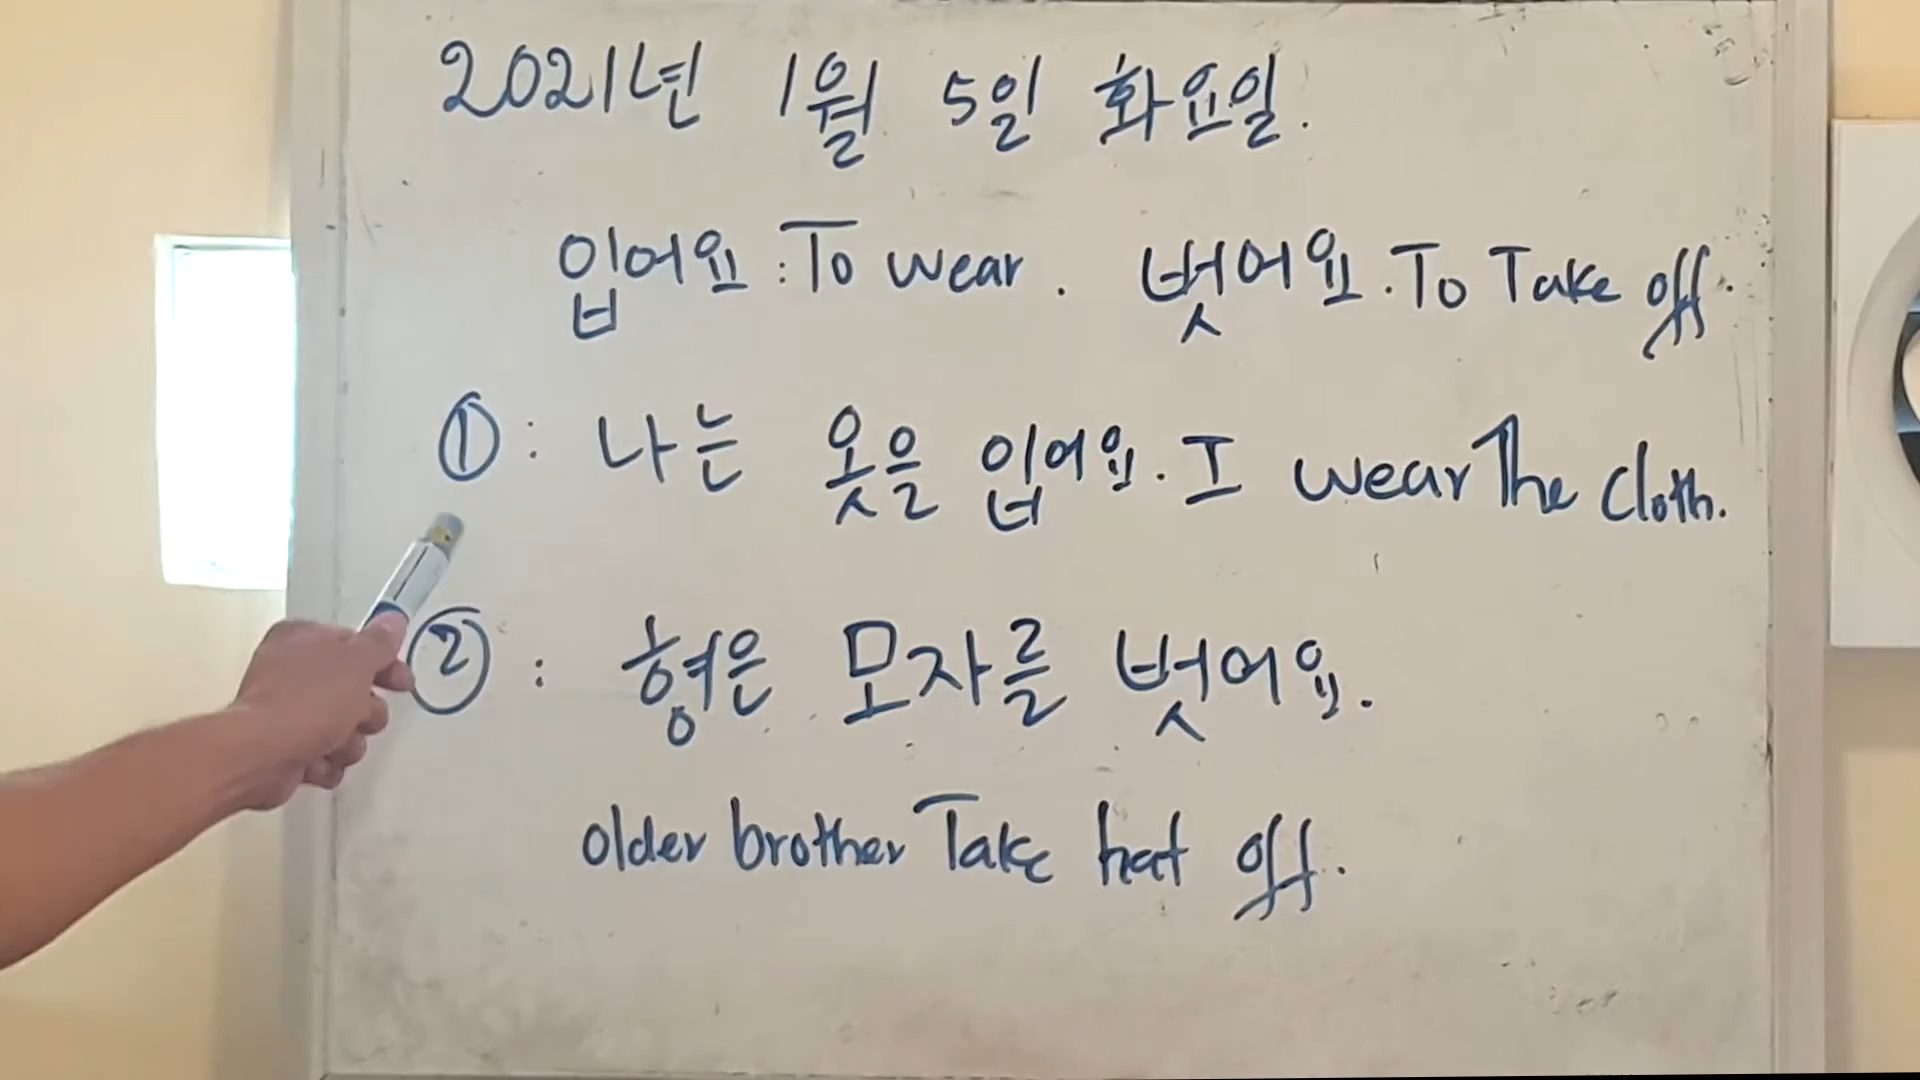 2021년 1월 5일 화요일.
입어요 : To wear. 벗어요. To Take off.
① : 나는 옷을 입어요. I wear The cloth.
② : 형은 모자를 벗어요.
older brother Take hat off.